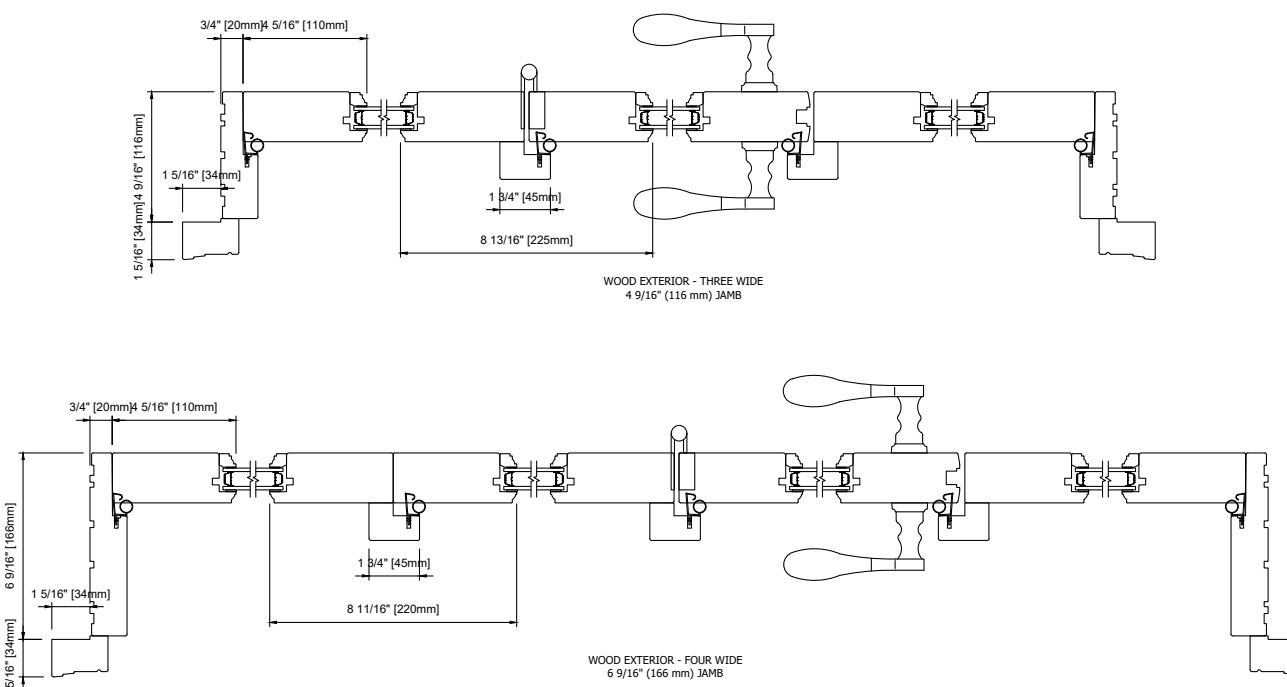 3/4" [20mm]
4 5/16" [110mm]
4 9/16" [116mm]
1 5/16" [34mm]
1 5/16" [34mm]
1 3/4" [45mm]
8 13/16" [225mm]
WOOD EXTERIOR - THREE WIDE
4 9/16" (116 mm) JAMB
3/4" [20mm]
4 5/16" [110mm]
6 9/16" [166mm]
1 5/16" [34mm]
5/16" [34mm]
1 3/4" [45mm]
8 11/16" [220mm]
WOOD EXTERIOR - FOUR WIDE
6 9/16" (166 mm) JAMB